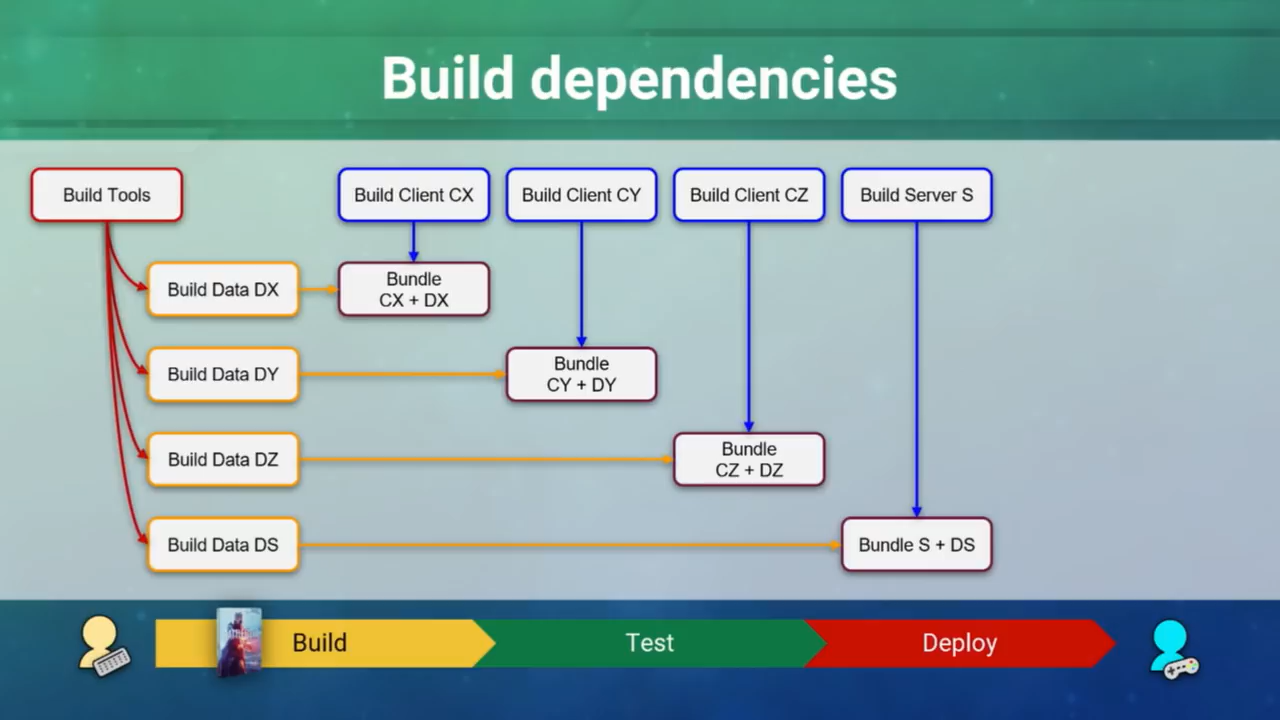 Build dependencies
Build Tools
Build Client CX
Build Client CY
Build Client CZ
Build Server S
Build Data DX
Bundle
CX + DX
Build Data DY
Bundle
CY + DY
Build Data DZ
Bundle
CZ + DZ
Build Data DS
Bundle S + DS
Build
Test
Deploy